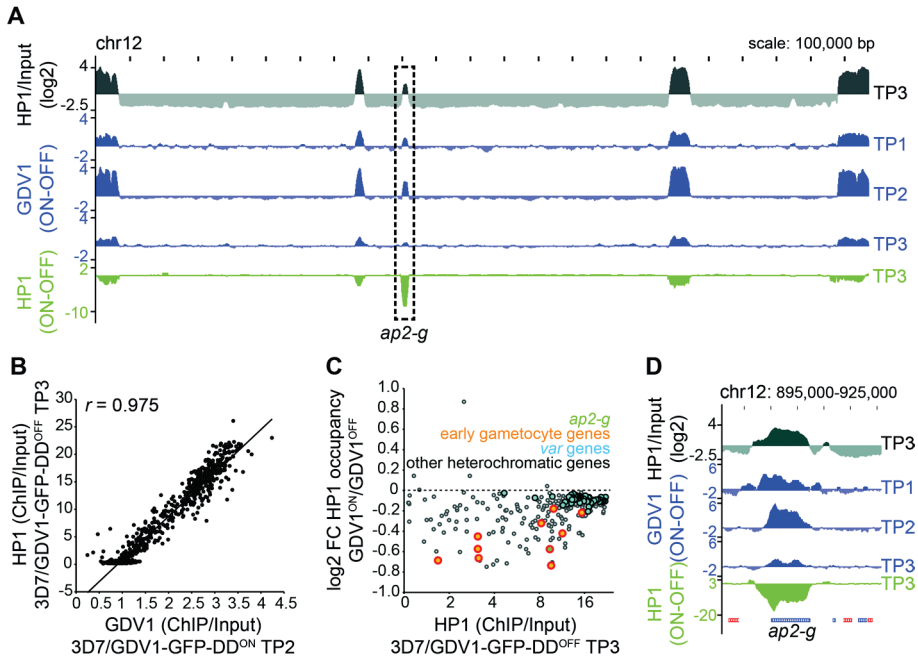 A
chr12
scale: 100,000 bp
HP1/Input
(log2)
4
-2.5
TP3
GDV1
(ON-OFF)
4
-2
TP1
4
-2
TP2
4
-2
TP3
HP1
(ON-OFF)
2
-10
TP3
ap2-g
B
r = 0.975
HP1 (ChIP/Input)
3D7/GDV1-GFP-DDOFF TP3
30
25
20
15
10
5
0
-5
0 0.5 1 1.5 2 2.5 3 3.5 4 4.5
GDV1 (ChIP/Input)
3D7/GDV1-GFP-DDON TP2
C
log2 FC HP1 occupancy
GDV1ON/GDV1OFF
1.0
0.8
0.6
0.4
0.2
0
-0.2
-0.4
-0.6
-0.8
-1.0
ap2-g
early gametocyte genes
var genes
other heterochromatic genes
0 2 4 8 16
HP1 (ChIP/Input)
3D7/GDV1-GFP-DDOFF TP3
D
chr12: 895,000-925,000
HP1/Input
(log2)
4
-2.5
TP3
GDV1
(ON-OFF)
6
-2
TP1
6
-2
TP2
6
-2
TP3
HP1
(ON-OFF)
3
-20
TP3
ap2-g